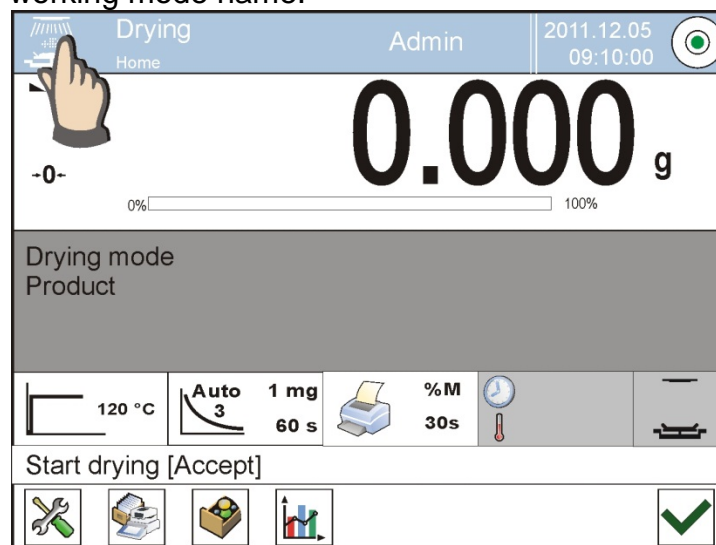 working mode name.
Drying
Home
Admin
2011.12.05
09:10:00
0.000 g
→0←
0%
100%
Drying mode
Product
120 °C
Auto
3
1 mg
60 s
%M
30s
Start drying [Accept]